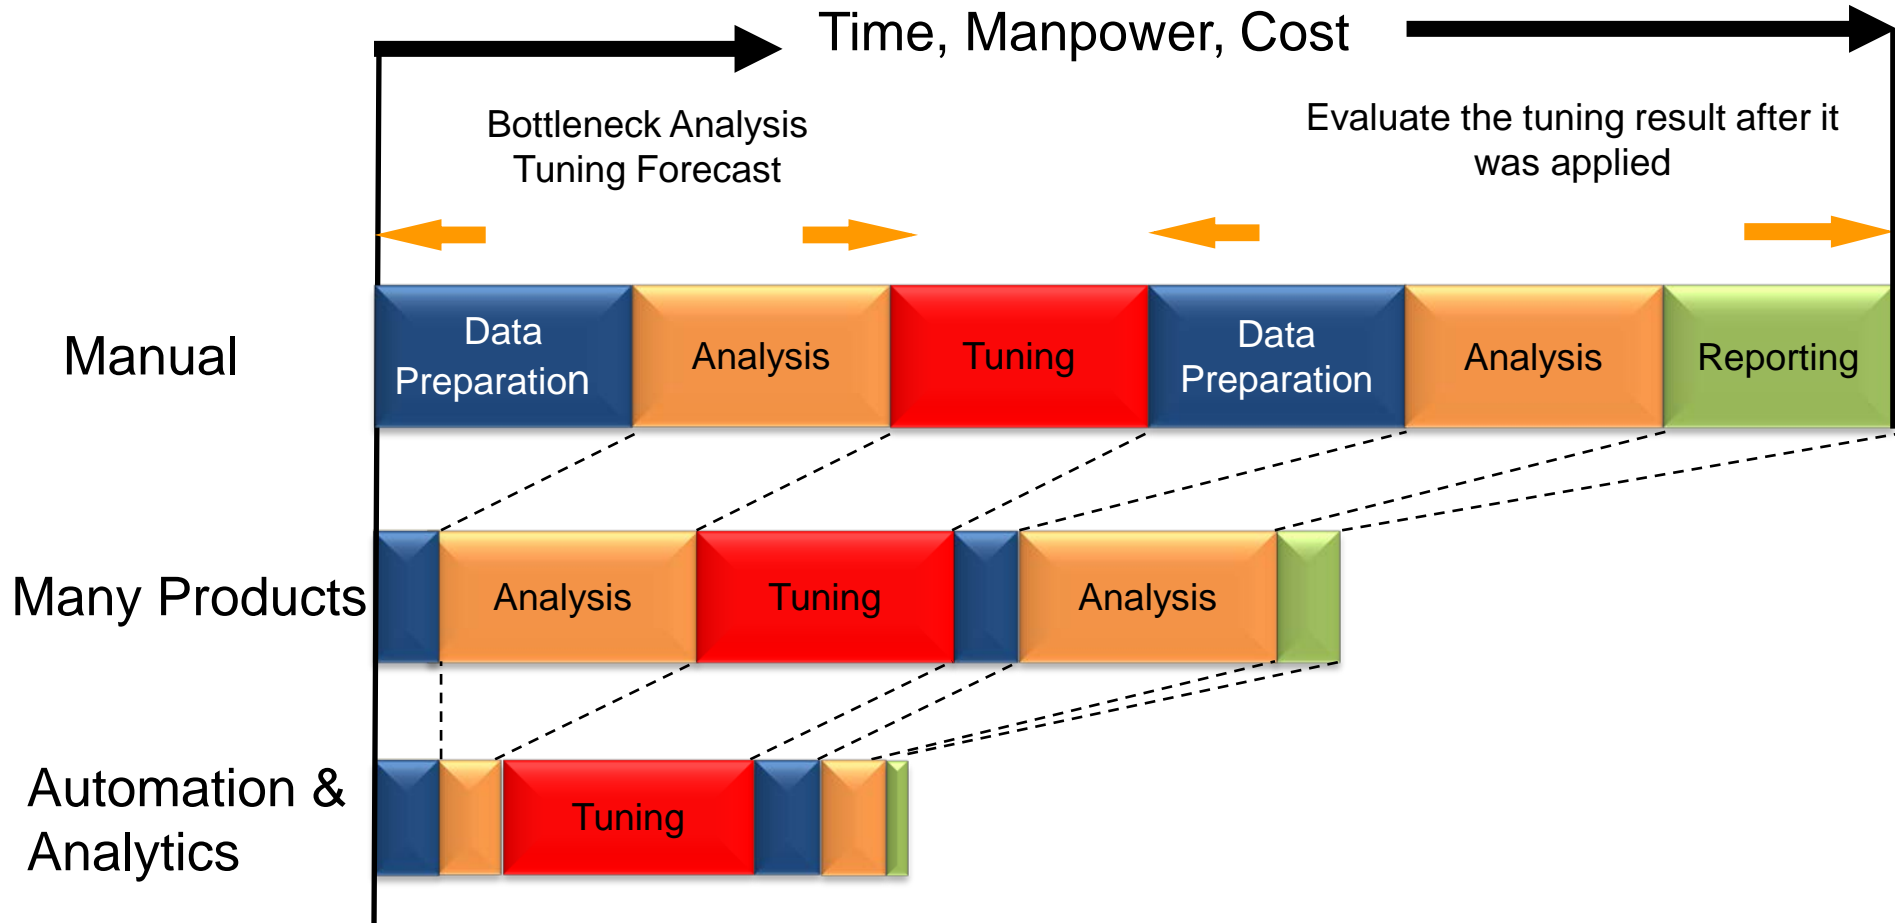 Time, Manpower, Cost
Bottleneck Analysis
Tuning Forecast
Evaluate the tuning result after it
was applied
Manual
Data
Preparation
Analysis
Tuning
Data
Preparation
Analysis
Reporting
Many Products
Analysis
Tuning
Analysis
Automation &
Analytics
Tuning